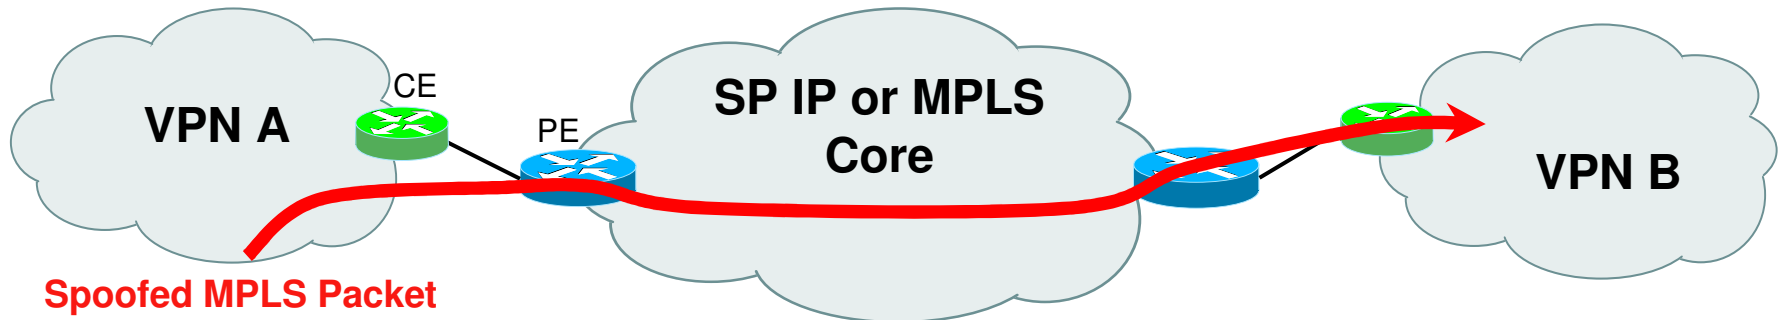 VPN A
CE
PE
SP IP or MPLS
Core
VPN B
Spoofed MPLS Packet